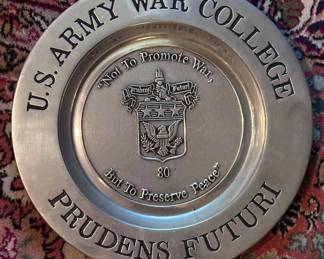 U.S. ARMY WAR COLLEGE
"Not To Promote War,
Prudens Futuri
80
But To Preserve Peace"
PRUDENS FUTURI